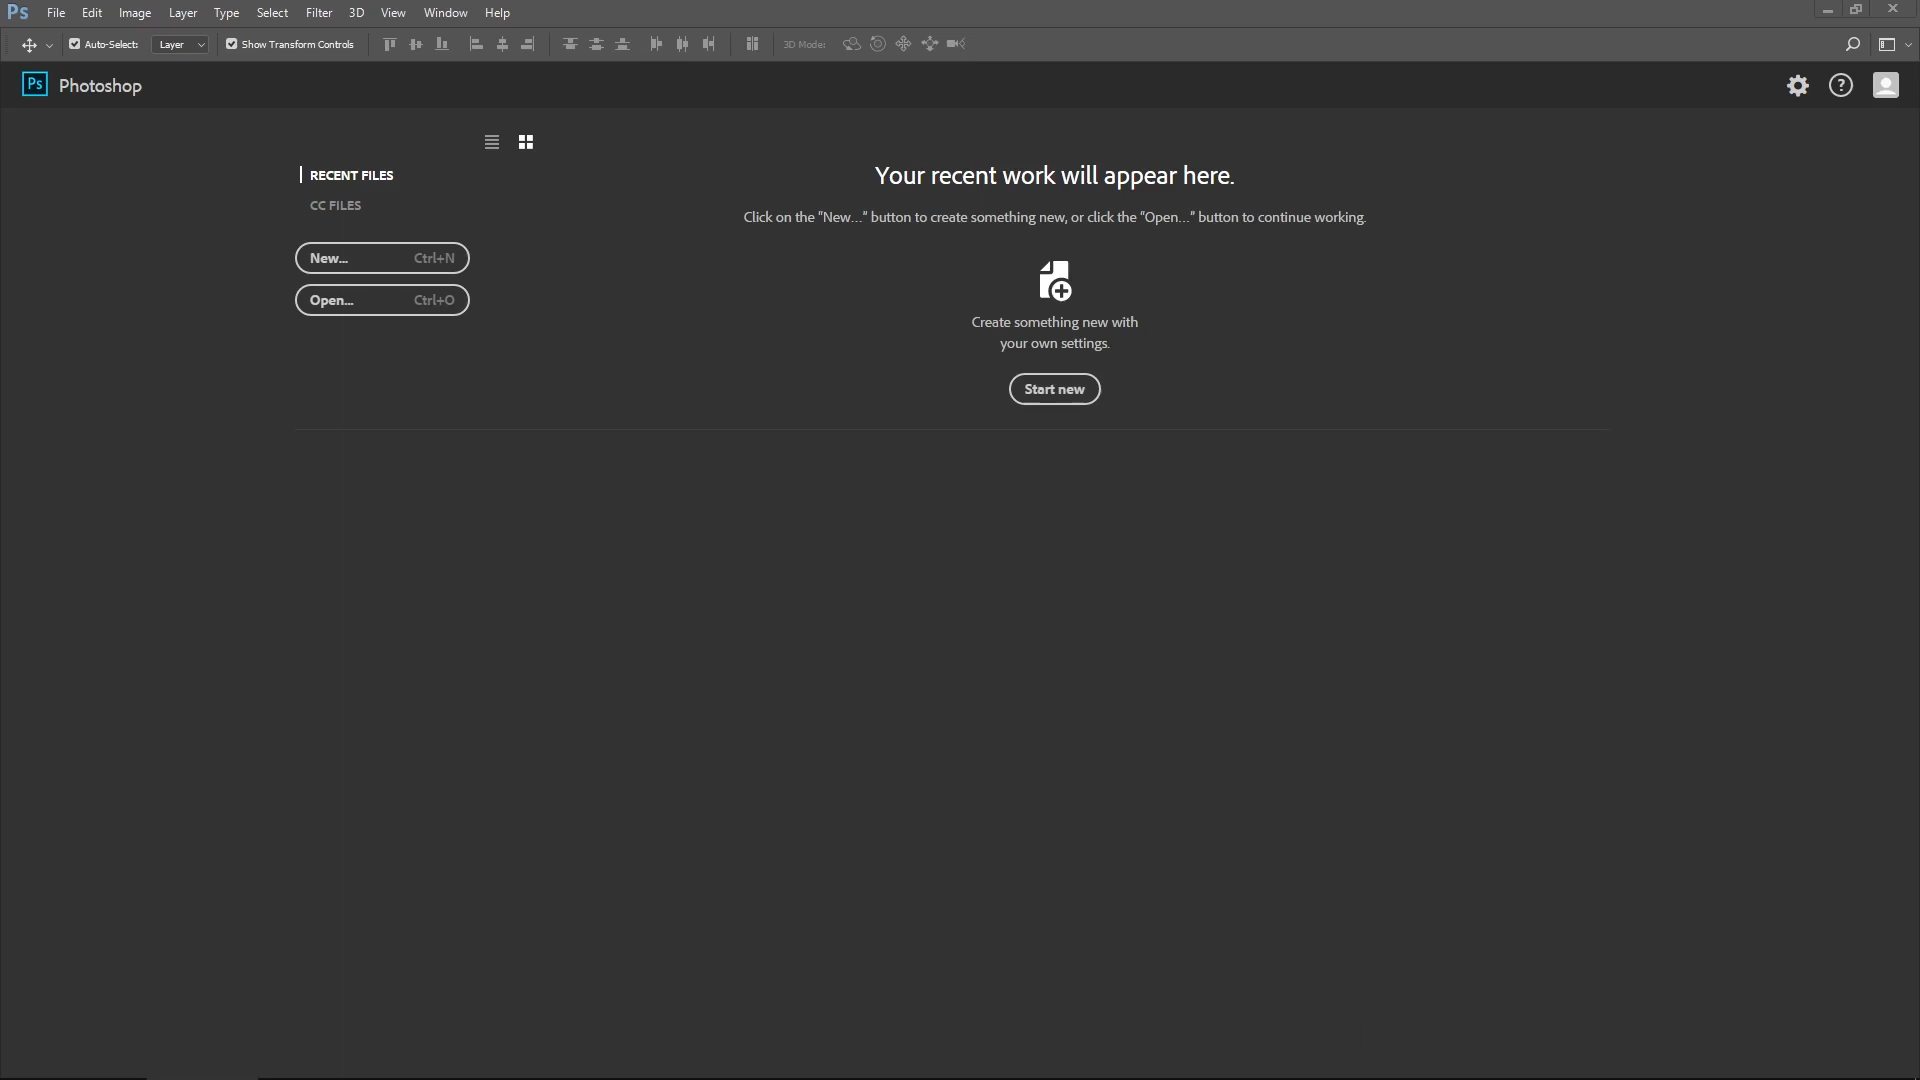 Ps File Edit Image Layer Type Select Filter 3D View Window Help
Auto-Select: Layer Show Transform Controls 3D Mode:
Ps Photoshop
RECENT FILES
CC FILES
New... Ctrl+N
Open... Ctrl+O
Your recent work will appear here.
Click on the "New..." button to create something new, or click the "Open..." button to continue working.
Create something new with
your own settings.
Start new